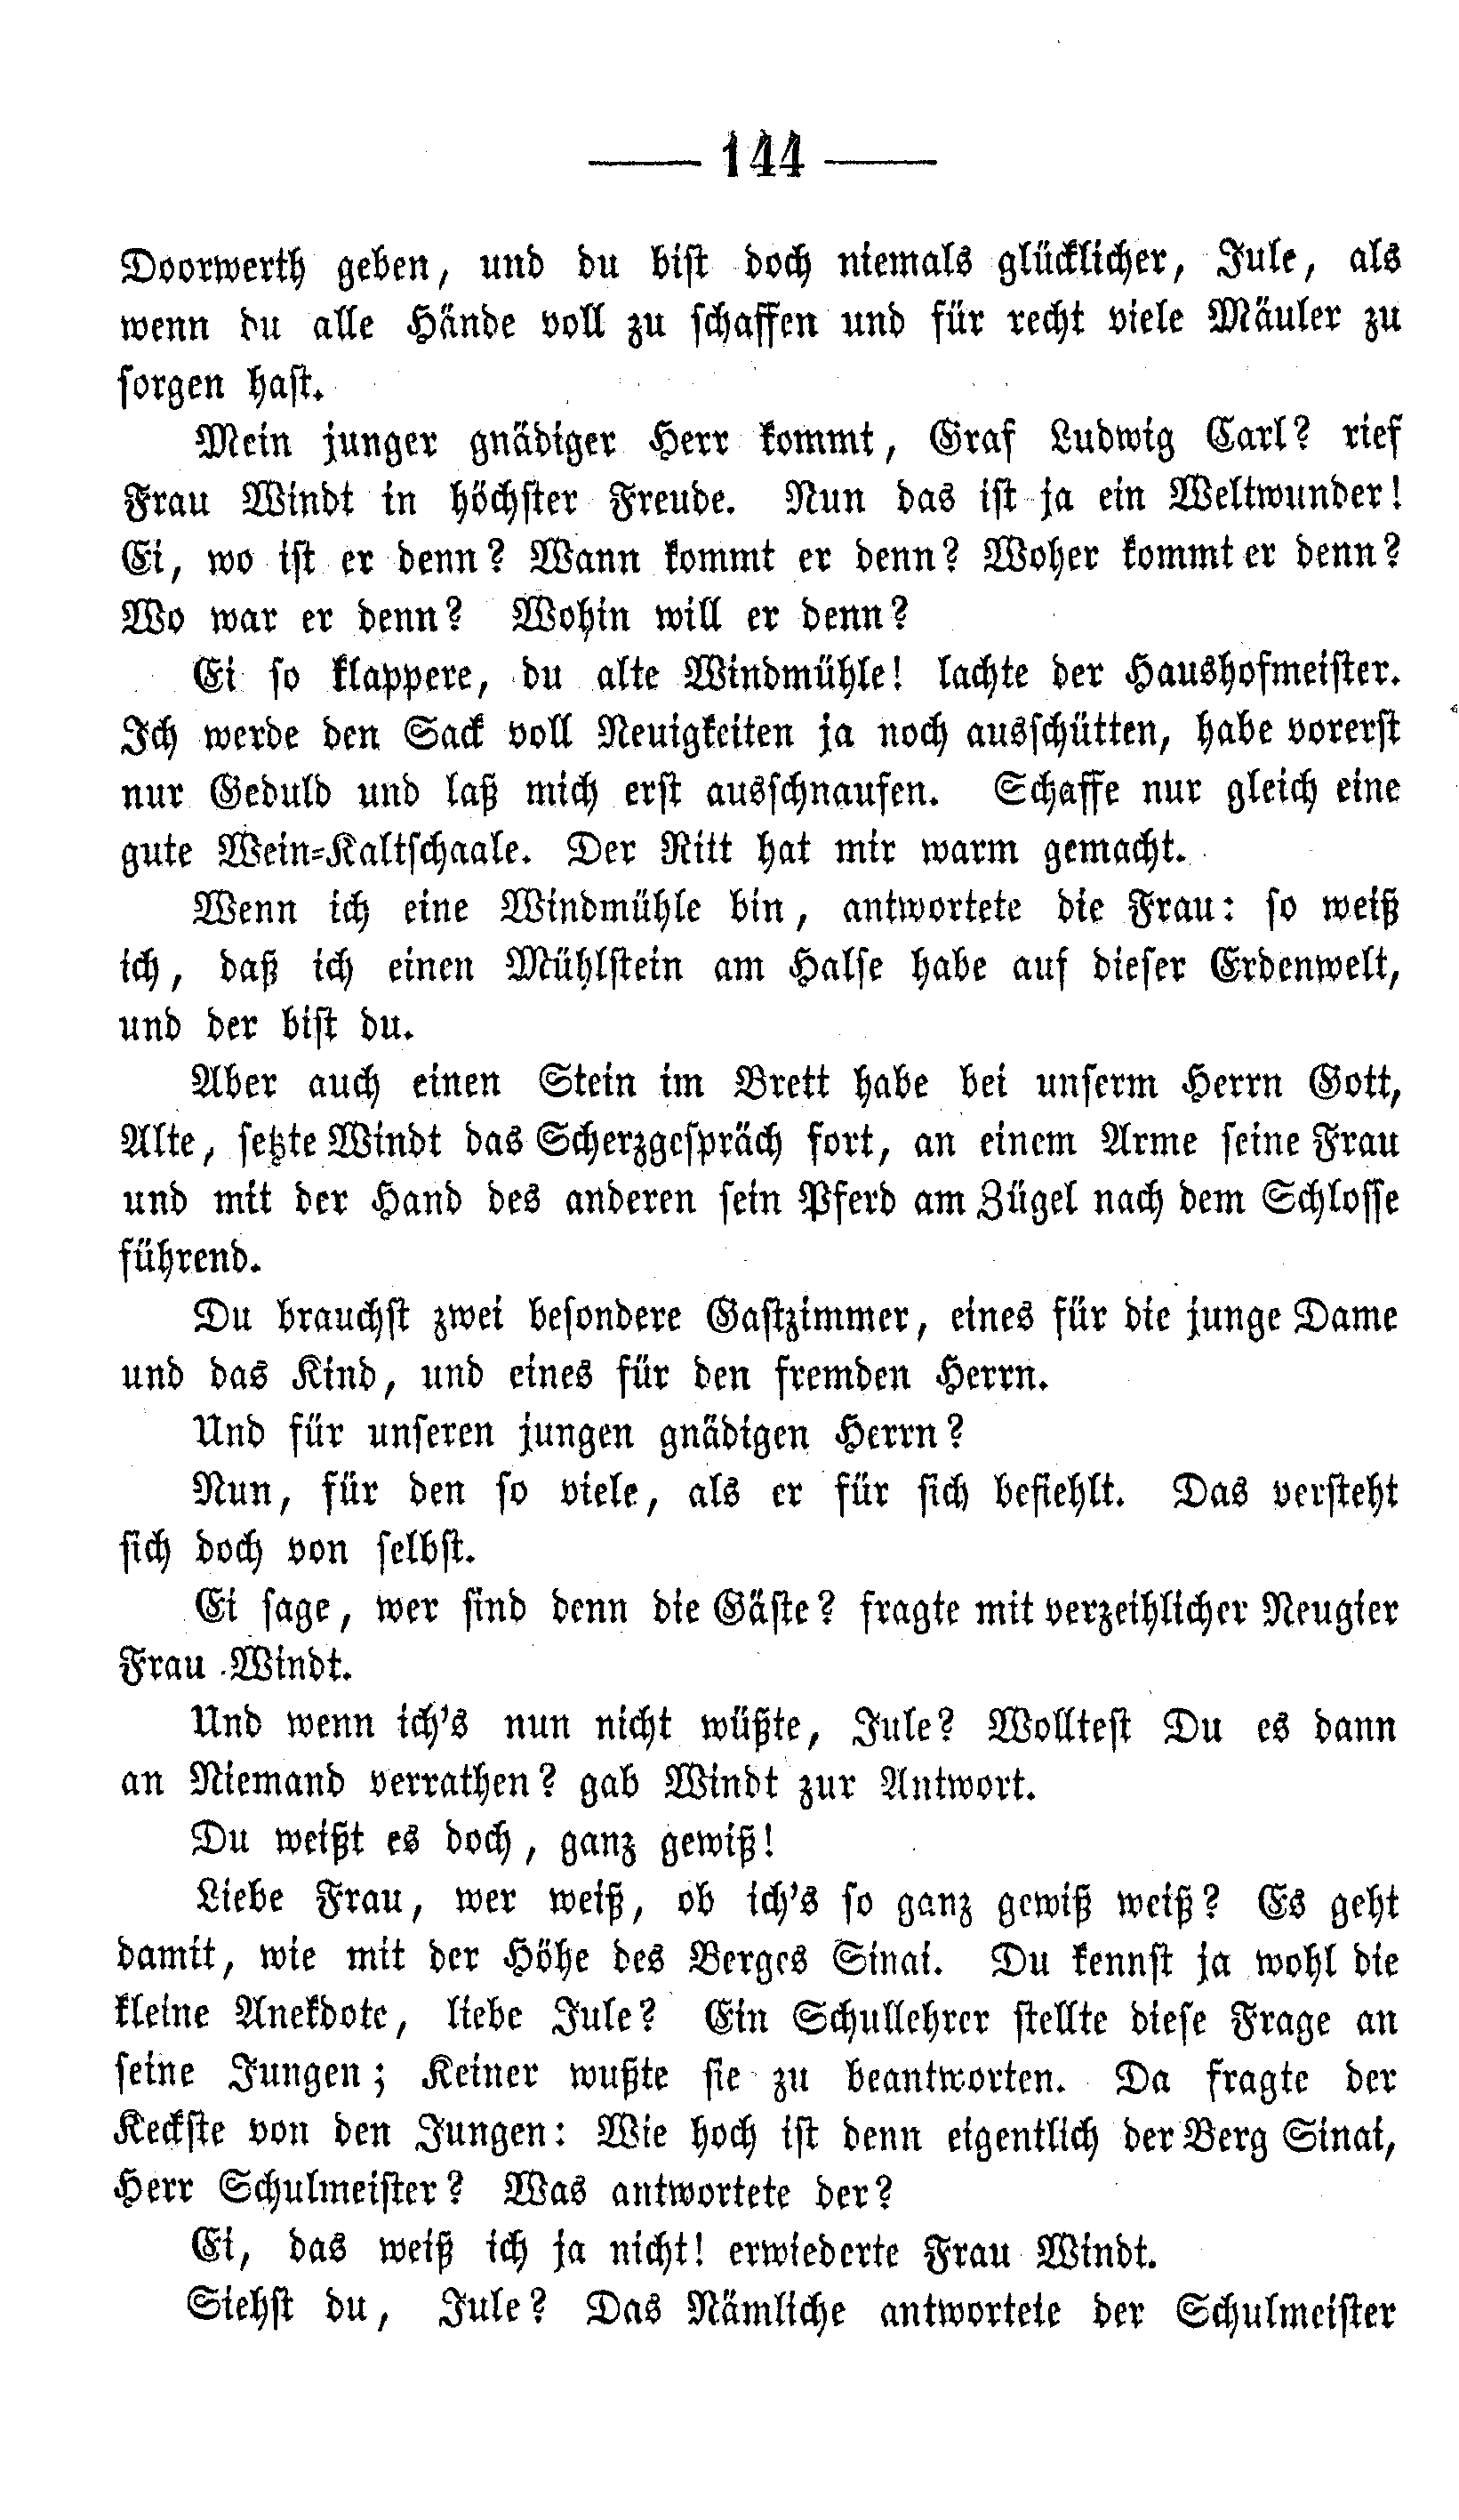 ——— 144 ———
Doorwerth geben, und du bist doch niemals glücklicher, Jule, als
wenn du alle Hände voll zu schaffen und für recht viele Mäuler zu
sorgen hast.
Mein junger gnädiger Herr kommt, Graf Ludwig Carl? rief
Frau Windt in höchster Freude. Nun das ist ja ein Weltwunder!
Ei, wo ist er denn? Wann kommt er denn? Woher kommt er denn?
Wo war er denn? Wohin will er denn?
Ei so klappere, du alte Windmühle! lachte der Haushofmeister.
Ich werde den Sack voll Neuigkeiten ja noch ausschütten, habe vorerst
nur Geduld und laß mich erst ausschnaufen. Schaffe nur gleich eine
gute Wein-Kaltschaale. Der Ritt hat mir warm gemacht.
Wenn ich eine Windmühle bin, antwortete die Frau: so weiß
ich, daß ich einen Mühlstein am Halse habe auf dieser Erdenwelt,
und der bist du.
Aber auch einen Stein im Brett habe bei unserm Herrn Gott,
Alte, setzte Windt das Scherzgespräch fort, an einem Arme seine Frau
und mit der Hand des anderen sein Pferd am Zügel nach dem Schlosse
führend.
Du brauchst zwei besondere Gastzimmer, eines für die junge Dame
und das Kind, und eines für den fremden Herrn.
Und für unseren jungen gnädigen Herrn?
Nun, für den so viele, als er für sich befiehlt. Das versteht
sich doch von selbst.
Ei sage, wer sind denn die Gäste? fragte mit verzeihlicher Neugier
Frau Windt.
Und wenn ich's nun nicht wüßte, Jule? Wolltest Du es dann
an Niemand verrathen? gab Windt zur Antwort.
Du weißt es doch, ganz gewiß!
Liebe Frau, wer weiß, ob ich's so ganz gewiß weiß? Es geht
damit, wie mit der Höhe des Berges Sinai. Du kennst ja wohl die
kleine Anekdote, liebe Jule? Ein Schullehrer stellte diese Frage an
seine Jungen; Keiner wußte sie zu beantworten. Da fragte der
Keckste von den Jungen: Wie hoch ist denn eigentlich der Berg Sinai,
Herr Schulmeister? Was antwortete der?
Ei, das weiß ich ja nicht! erwiederte Frau Windt.
Siehst du, Jule? Das Nämliche antwortete der Schulmeister